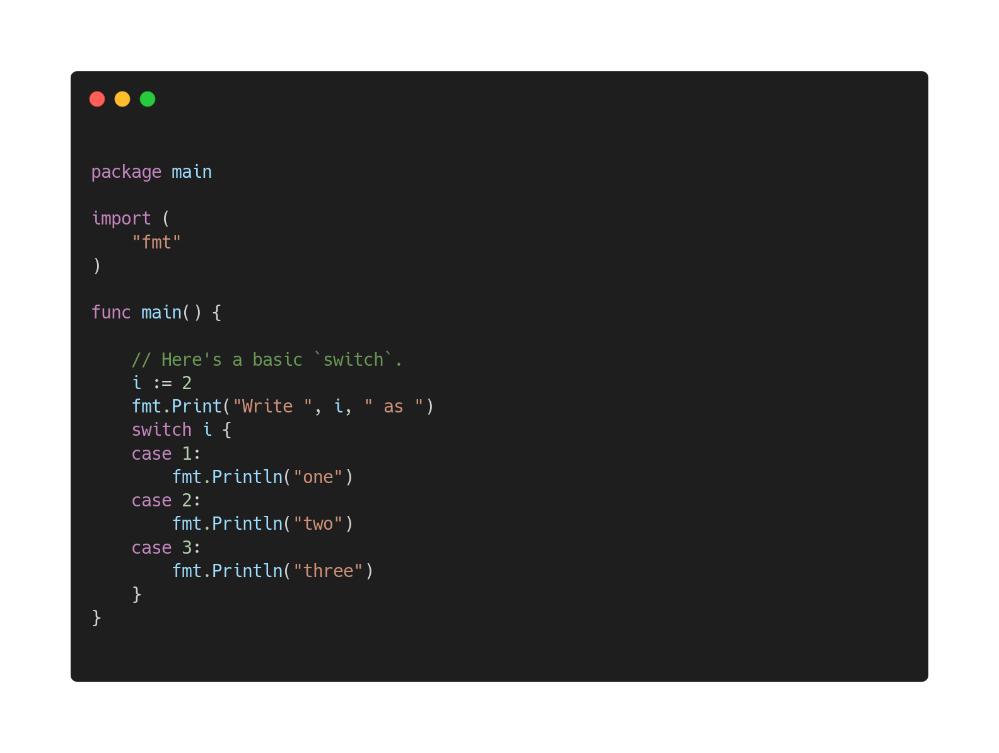 package main

import (
    "fmt"
)

func main() {

    // Here's a basic `switch`.
    i := 2
    fmt.Print("Write ", i, " as ")
    switch i {
    case 1:
        fmt.Println("one")
    case 2:
        fmt.Println("two")
    case 3:
        fmt.Println("three")
    }
}